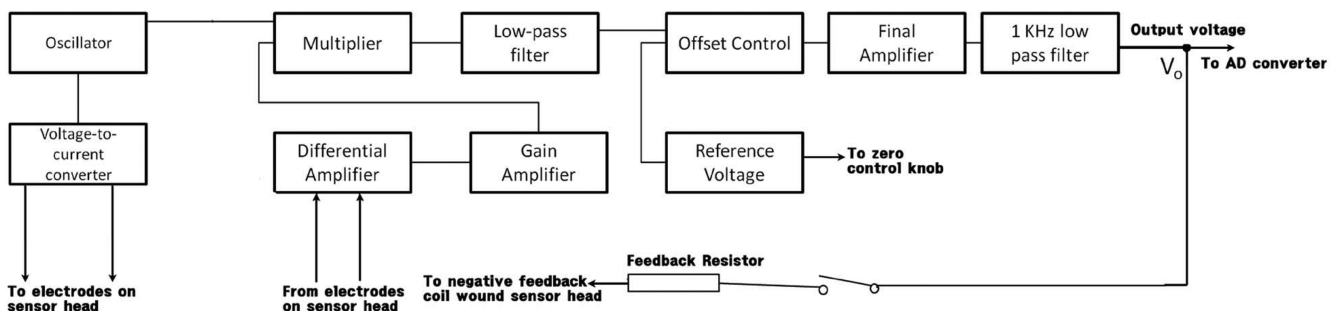 Oscillator
Multiplier
Low-pass
filter
Offset Control
Final
Amplifier
1 KHz low
pass filter
Output voltage
To AD converter
Vo
Voltage-to-
current
converter
Differential
Amplifier
Gain
Amplifier
Reference
Voltage
To zero
control knob
Feedback Resistor
To electrodes on
sensor head
From electrodes
on sensor head
To negative feedback
coil wound sensor head